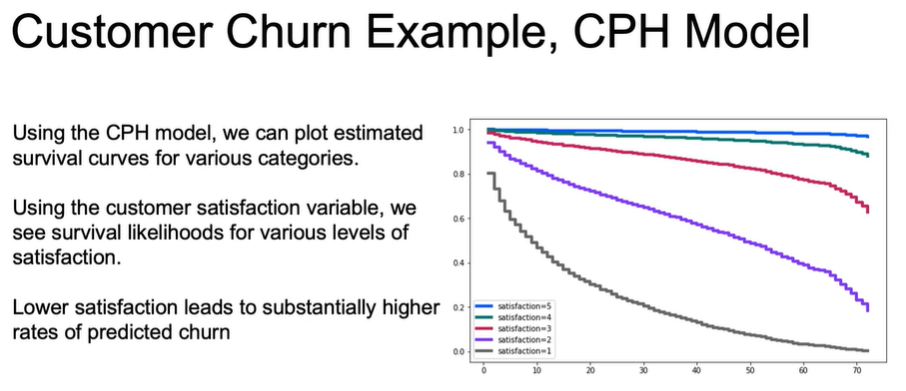 Customer Churn Example, CPH Model
Using the CPH model, we can plot estimated
survival curves for various categories.
Using the customer satisfaction variable, we
see survival likelihoods for various levels of
satisfaction.
Lower satisfaction leads to substantially higher
rates of predicted churn
1.0
0.8
0.6
0.4
0.2
0.0
satisfaction=5
satisfaction=4
satisfaction=3
satisfaction=2
satisfaction=1
0 10 20 30 40 50 60 70